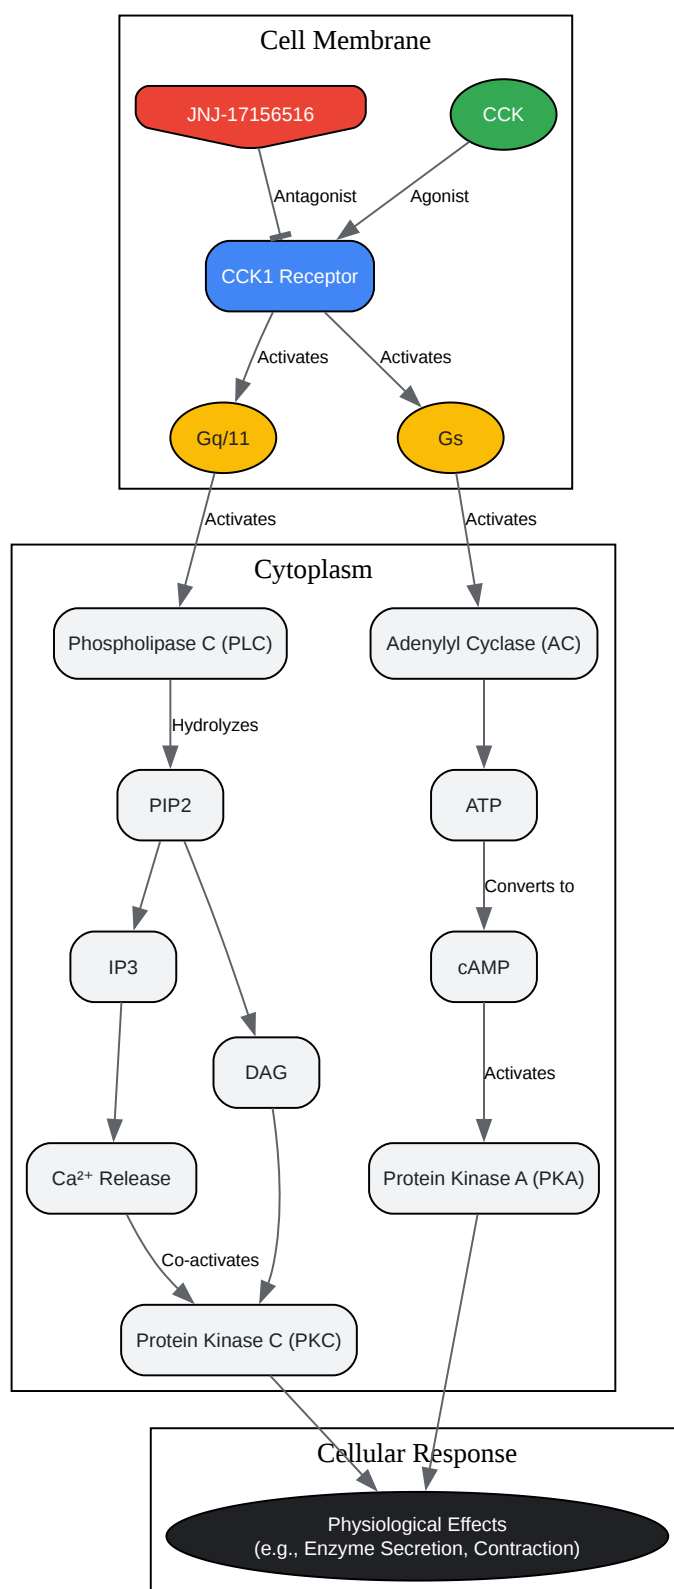 Cell Membrane
JNJ-17156516
CCK
Antagonist
Agonist
CCK1 Receptor
Activates
Activates
Gq/11
Gs
Activates
Activates
Cytoplasm
Phospholipase C (PLC)
Adenylyl Cyclase (AC)
Hydrolyzes
PIP2
ATP
Converts to
IP3
cAMP
DAG
Activates
Ca²⁺ Release
Protein Kinase A (PKA)
Co-activates
Protein Kinase C (PKC)
Cellular Response
Physiological Effects
(e.g., Enzyme Secretion, Contraction)